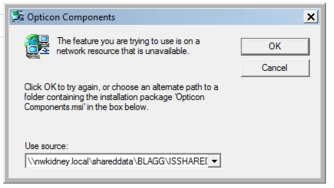 Opticon Components
The feature you are trying to use is on a
network resource that is unavailable.
OK
Cancel
Click OK to try again, or choose an alternate path to a
folder containing the installation package 'Opticon
Components.msi' in the box below.
Use source:
\\nwkidney.local\shareddata\BLAGG\ISSHARE[